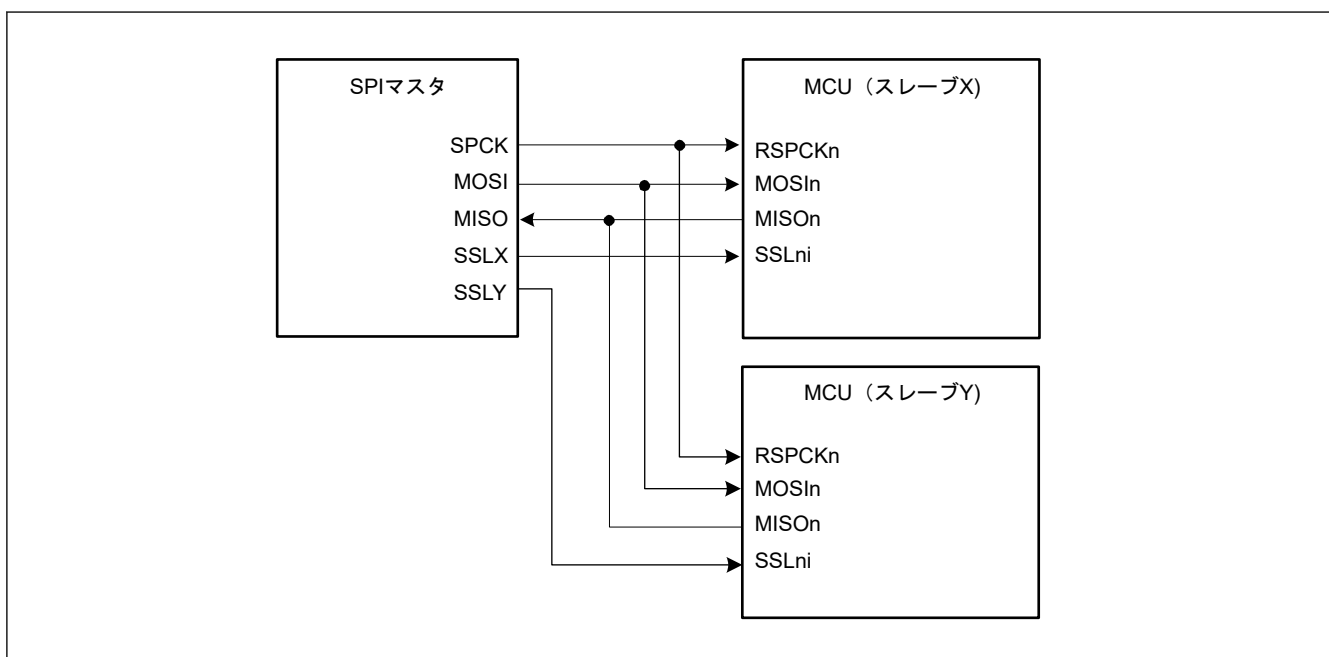 SPIマスタ
SPCK
MOSI
MISO
SSLX
SSLY
MCU（スレーブX)
RSPCKn
MOSIn
MISOn
SSLni
MCU（スレーブY)
RSPCKn
MOSIn
MISOn
SSLni